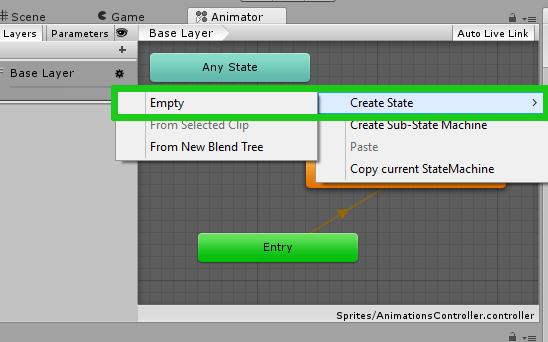 Scene Game Animator
Layers Parameters Base Layer Auto Live Link
+
Base Layer
Any State
Empty
From Selected Clip
From New Blend Tree
Create State >
Create Sub-State Machine
Paste
Copy current StateMachine
Entry
Sprites/AnimationsController.controller